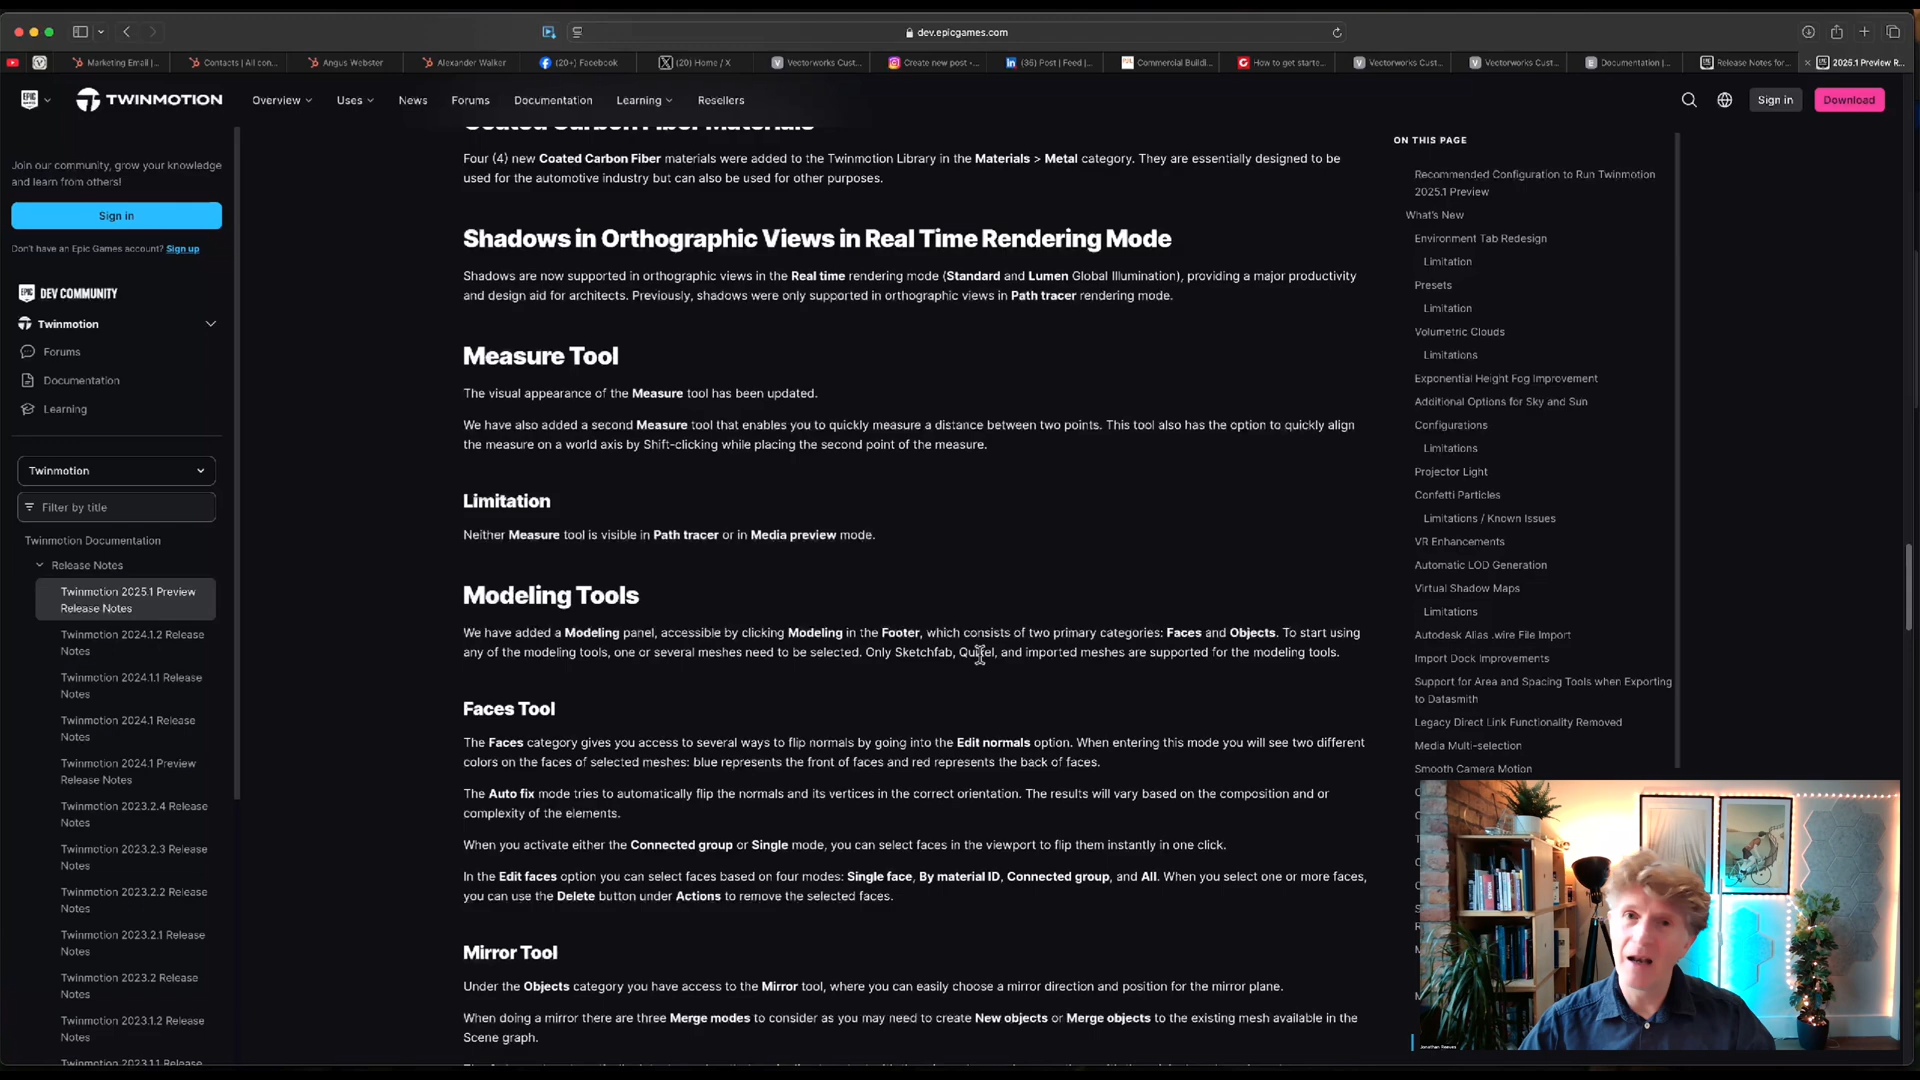 dev.epicgames.com
Marketing Email |...
Contacts | All con...
Angus Webster
Alexander Walker
(20+) Facebook
(20) Home / X
Vectorworks Cust...
Create new post •...
(36) Post | Feed |...
Commercial Buildi...
How to get starte...
Vectorworks Cust...
Vectorworks Cust...
Documentation |...
Release Notes for...
2025.1 Preview R...
TWINMOTION
Overview
Uses
News
Forums
Documentation
Learning
Resellers
Sign in
Download
Join our community, grow your knowledge
and learn from others!
Sign in
Don't have an Epic Games account? Sign up
DEV COMMUNITY
Twinmotion
Forums
Documentation
Learning
Twinmotion
Filter by title
Twinmotion Documentation
Release Notes
Twinmotion 2025.1 Preview
Release Notes
Twinmotion 2024.1.2 Release
Notes
Twinmotion 2024.1.1 Release
Notes
Twinmotion 2024.1 Release
Notes
Twinmotion 2024.1 Preview
Release Notes
Twinmotion 2023.2.4 Release
Notes
Twinmotion 2023.2.3 Release
Notes
Twinmotion 2023.2.2 Release
Notes
Twinmotion 2023.2.1 Release
Notes
Twinmotion 2023.2 Release
Notes
Twinmotion 2023.1.2 Release
Notes
Twinmotion 2023.1.1 Release
Coated Carbon Fiber Materials
Four (4) new Coated Carbon Fiber materials were added to the Twinmotion Library in the Materials > Metal category. They are essentially designed to be
used for the automotive industry but can also be used for other purposes.
Shadows in Orthographic Views in Real Time Rendering Mode
Shadows are now supported in orthographic views in the Real time rendering mode (Standard and Lumen Global Illumination), providing a major productivity
and design aid for architects. Previously, shadows were only supported in orthographic views in Path tracer rendering mode.
Measure Tool
The visual appearance of the Measure tool has been updated.
We have also added a second Measure tool that enables you to quickly measure a distance between two points. This tool also has the option to quickly align
the measure on a world axis by Shift-clicking while placing the second point of the measure.
Limitation
Neither Measure tool is visible in Path tracer or in Media preview mode.
Modeling Tools
We have added a Modeling panel, accessible by clicking Modeling in the Footer, which consists of two primary categories: Faces and Objects. To start using
any of the modeling tools, one or several meshes need to be selected. Only Sketchfab, Quixel, and imported meshes are supported for the modeling tools.
Faces Tool
The Faces category gives you access to several ways to flip normals by going into the Edit normals option. When entering this mode you will see two different
colors on the faces of selected meshes: blue represents the front of faces and red represents the back of faces.
The Auto fix mode tries to automatically flip the normals and its vertices in the correct orientation. The results will vary based on the composition and or
complexity of the elements.
When you activate either the Connected group or Single mode, you can select faces in the viewport to flip them instantly in one click.
In the Edit faces option you can select faces based on four modes: Single face, By material ID, Connected group, and All. When you select one or more faces,
you can use the Delete button under Actions to remove the selected faces.
Mirror Tool
Under the Objects category you have access to the Mirror tool, where you can easily choose a mirror direction and position for the mirror plane.
When doing a mirror there are three Merge modes to consider as you may need to create New objects or Merge objects to the existing mesh available in the
Scene graph.
ON THIS PAGE
Recommended Configuration to Run Twinmotion
2025.1 Preview
What's New
Environment Tab Redesign
Limitation
Presets
Limitation
Volumetric Clouds
Limitations
Exponential Height Fog Improvement
Additional Options for Sky and Sun
Configurations
Limitations
Projector Light
Confetti Particles
Limitations / Known Issues
VR Enhancements
Automatic LOD Generation
Virtual Shadow Maps
Limitations
Autodesk Alias .wire File Import
Import Dock Improvements
Support for Area and Spacing Tools when Exporting
to Datasmith
Legacy Direct Link Functionality Removed
Media Multi-selection
Smooth Camera Motion
Jonathan Reeves